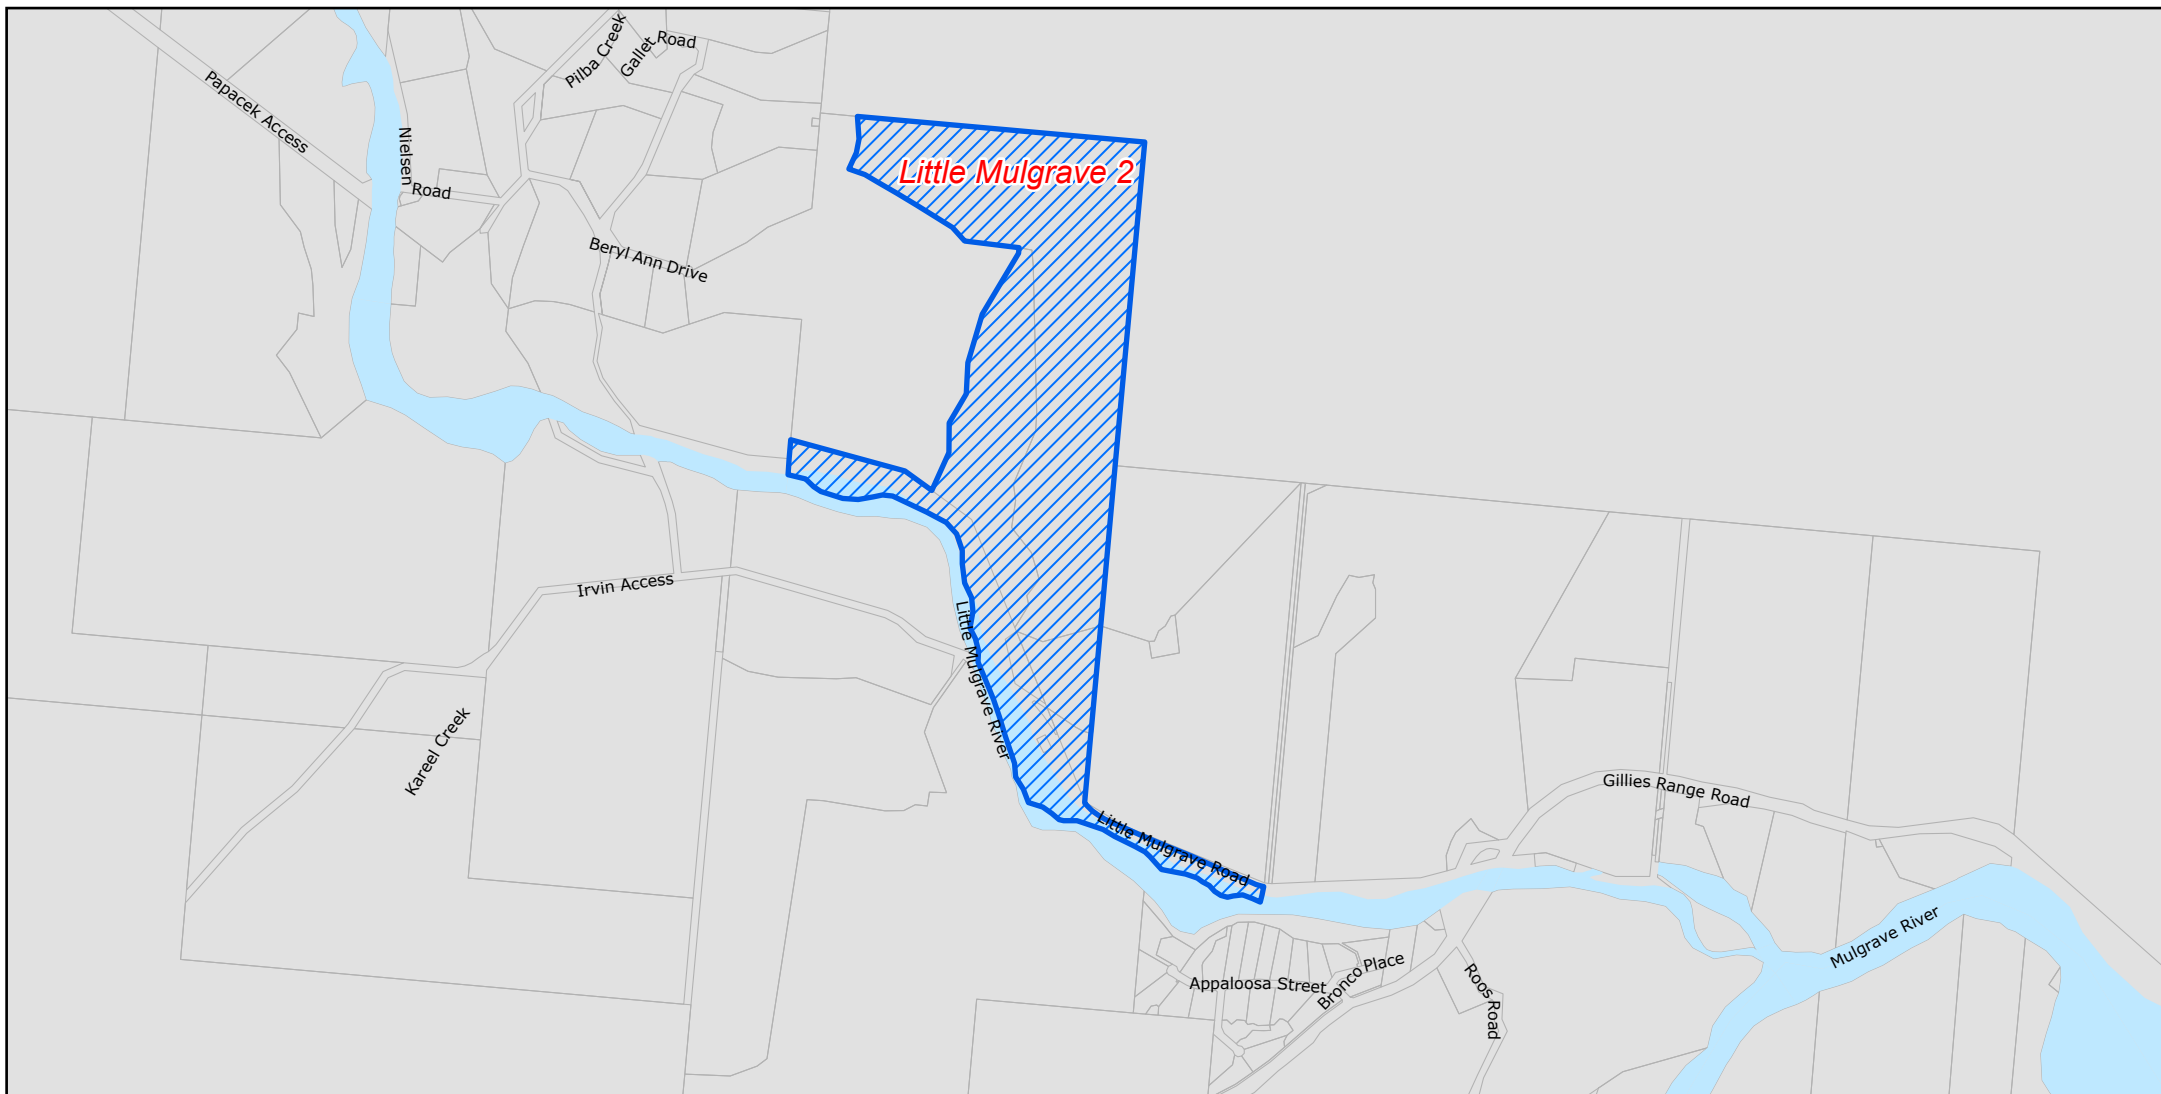 Pilba Creek
Gallet Road
Papacek Access
Nielsen Road
Little Mulgrave 2
Beryl Ann Drive
Irvin Access
Little Mulgrave River
Kareel Creek
Gillies Range Road
Little Mulgrave Road
Mulgrave River
Appaloosa Street
Bronco Place
Roos Road